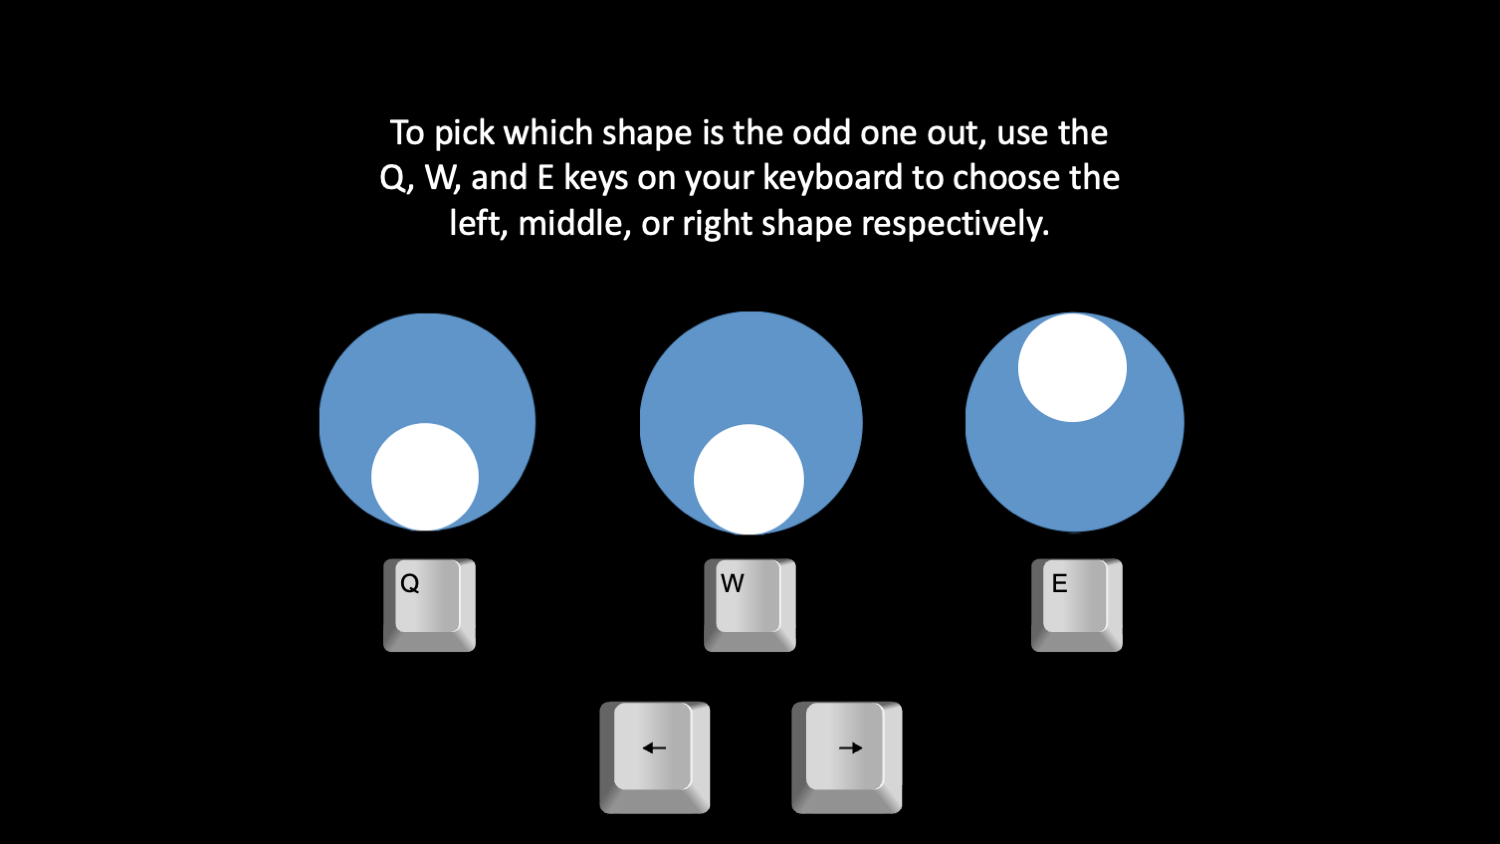 To pick which shape is the odd one out, use the
Q, W, and E keys on your keyboard to choose the
left, middle, or right shape respectively.
Q W E
← →